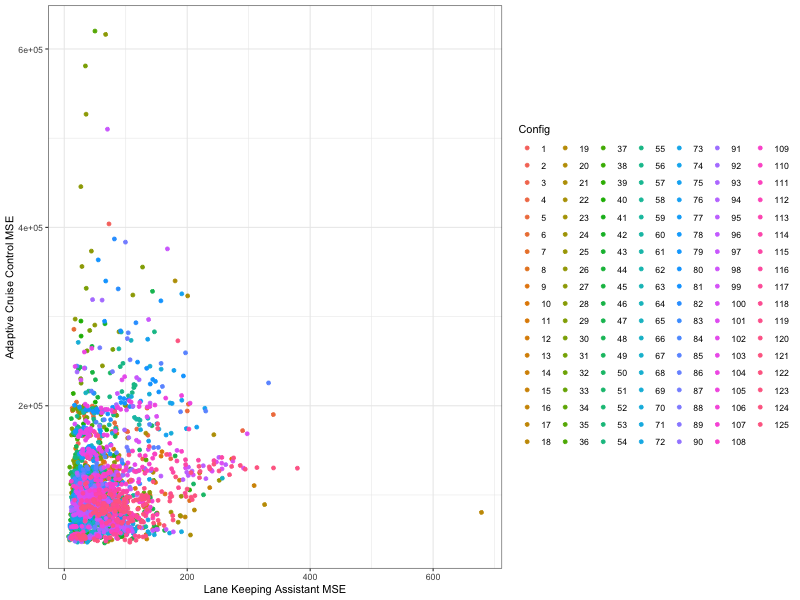 6e+05
4e+05
2e+05
Adaptive Cruise Control MSE
0 200 400 600
Lane Keeping Assistant MSE
Config
1 19 37 55 73 91 109
2 20 38 56 74 92 110
3 21 39 57 75 93 111
4 22 40 58 76 94 112
5 23 41 59 77 95 113
6 24 42 60 78 96 114
7 25 43 61 79 97 115
8 26 44 62 80 98 116
9 27 45 63 81 99 117
10 28 46 64 82 100 118
11 29 47 65 83 101 119
12 30 48 66 84 102 120
13 31 49 67 85 103 121
14 32 50 68 86 104 122
15 33 51 69 87 105 123
16 34 52 70 88 106 124
17 35 53 71 89 107 125
18 36 54 72 90 108